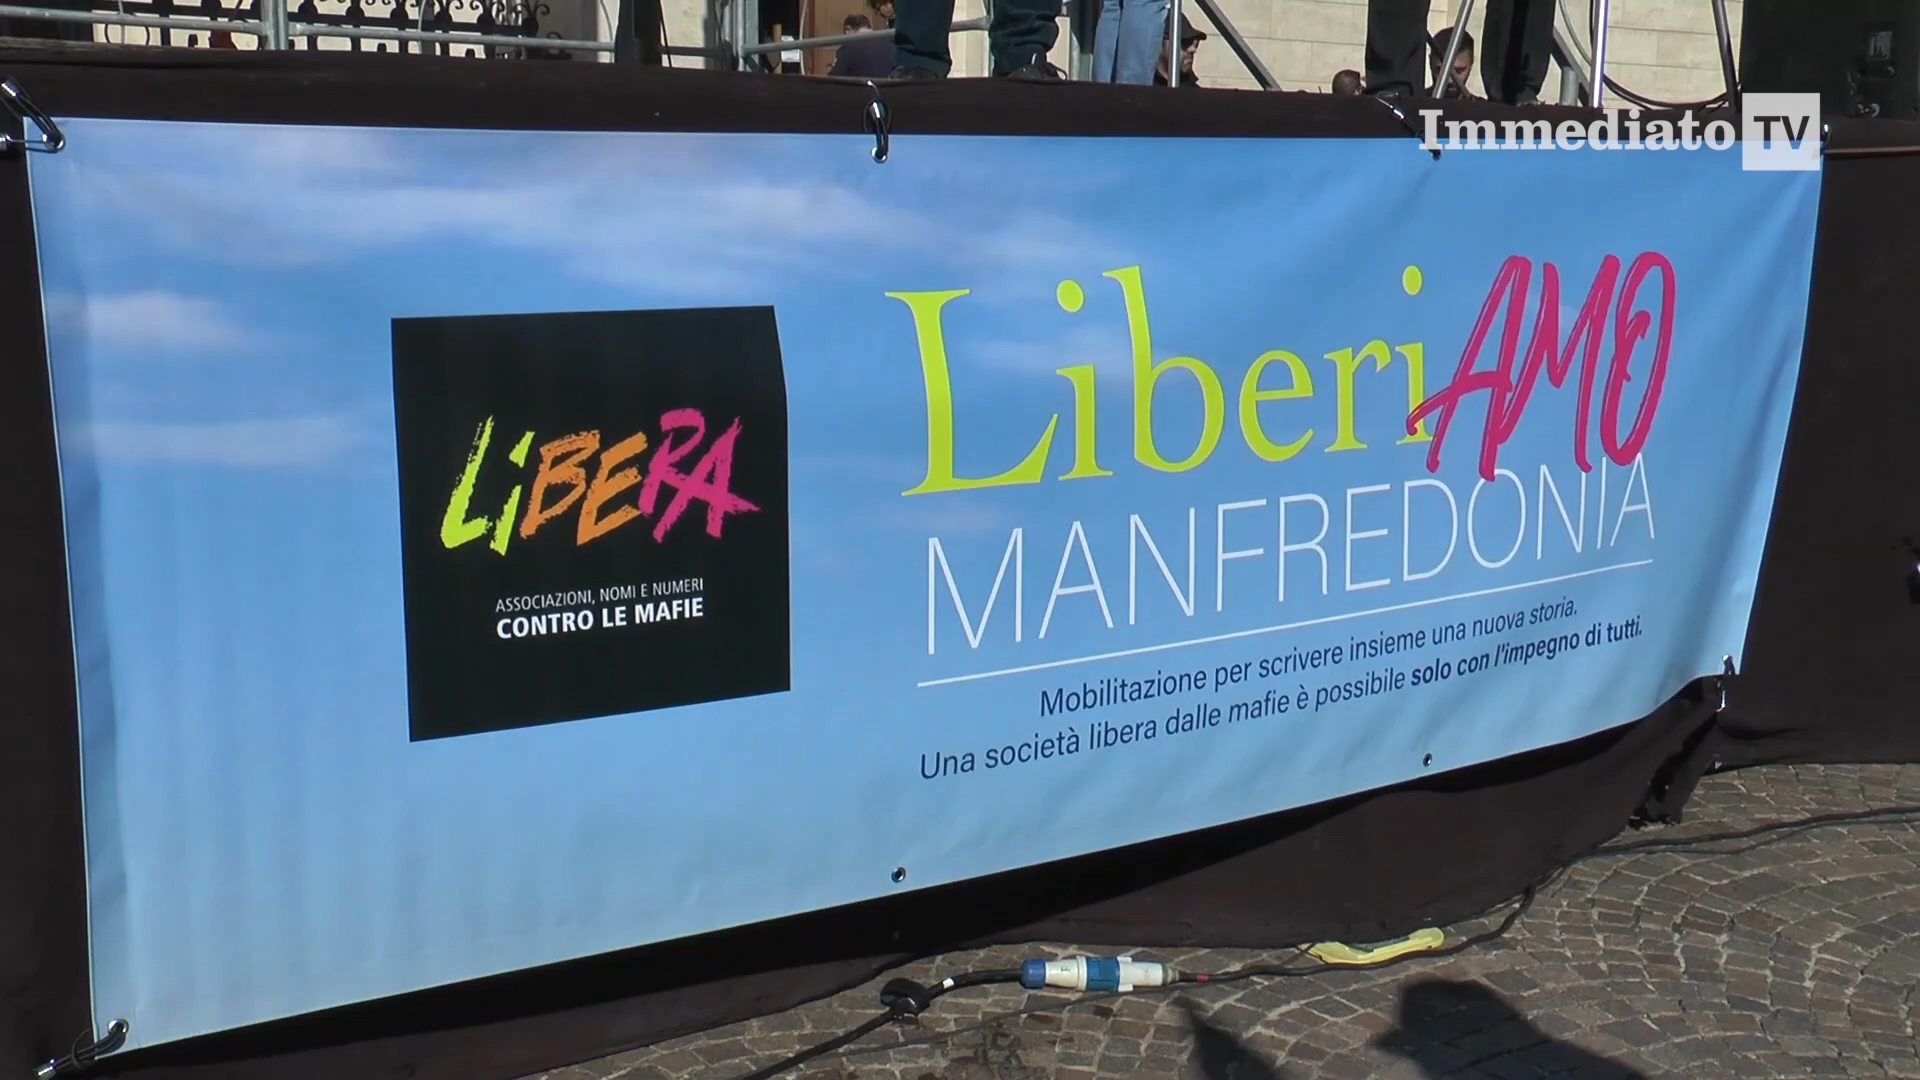 Immediato TV
LiBERA
ASSOCIAZIONI, NOMI E NUMERI
CONTRO LE MAFIE
LiberiAMO
MANFREDONIA
Mobilitazione per scrivere insieme una nuova storia.
Una società libera dalle mafie è possibile solo con l'impegno di tutti.